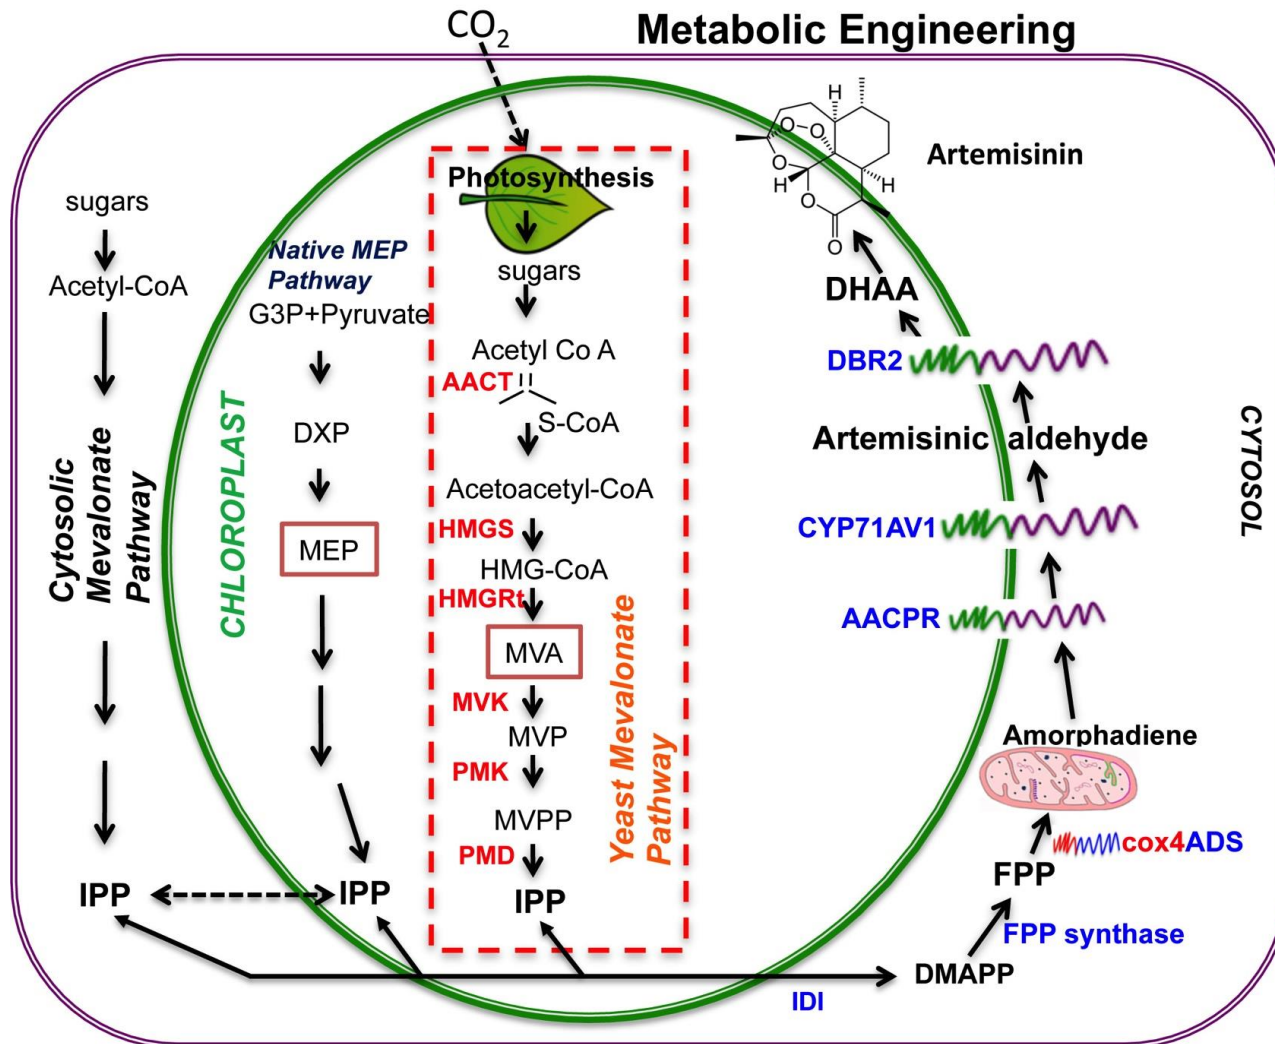 Metabolic Engineering
CO2
sugars
Acetyl-CoA
Cytosolic
Mevalonate
Pathway
IPP
CHLOROPLAST
Native MEP
Pathway
G3P+Pyruvate
DXP
MEP
IPP
Photosynthesis
sugars
Acetyl Co A
AACT
S-CoA
Acetoacetyl-CoA
HMGS
HMG-CoA
HMGRt
MVA
MVK
MVP
PMK
MVPP
PMD
IPP
Yeast Mevalonate
Pathway
H
O
O
O
H
H
O
O
Artemisinin
DHAA
DBR2
Artemisinic aldehyde
CYP71AV1
AACPR
Amorphadiene
cox4ADS
FPP
FPP synthase
DMAPP
IDI
CYTOSOL